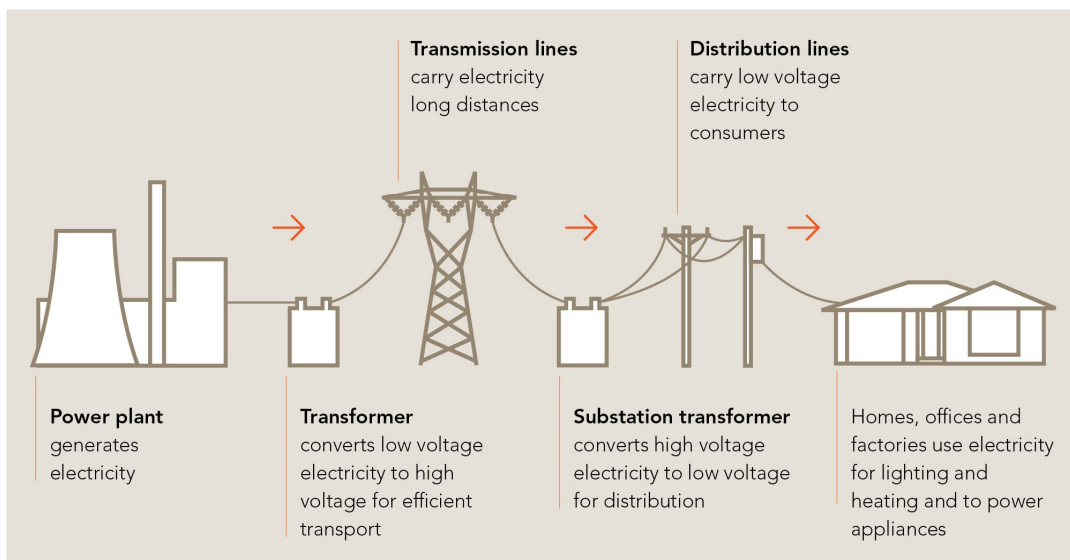 Transmission lines
carry electricity
long distances
Distribution lines
carry low voltage
electricity to
consumers
Power plant
generates
electricity
Transformer
converts low voltage
electricity to high
voltage for efficient
transport
Substation transformer
converts high voltage
electricity to low voltage
for distribution
Homes, offices and
factories use electricity
for lighting and
heating and to power
appliances